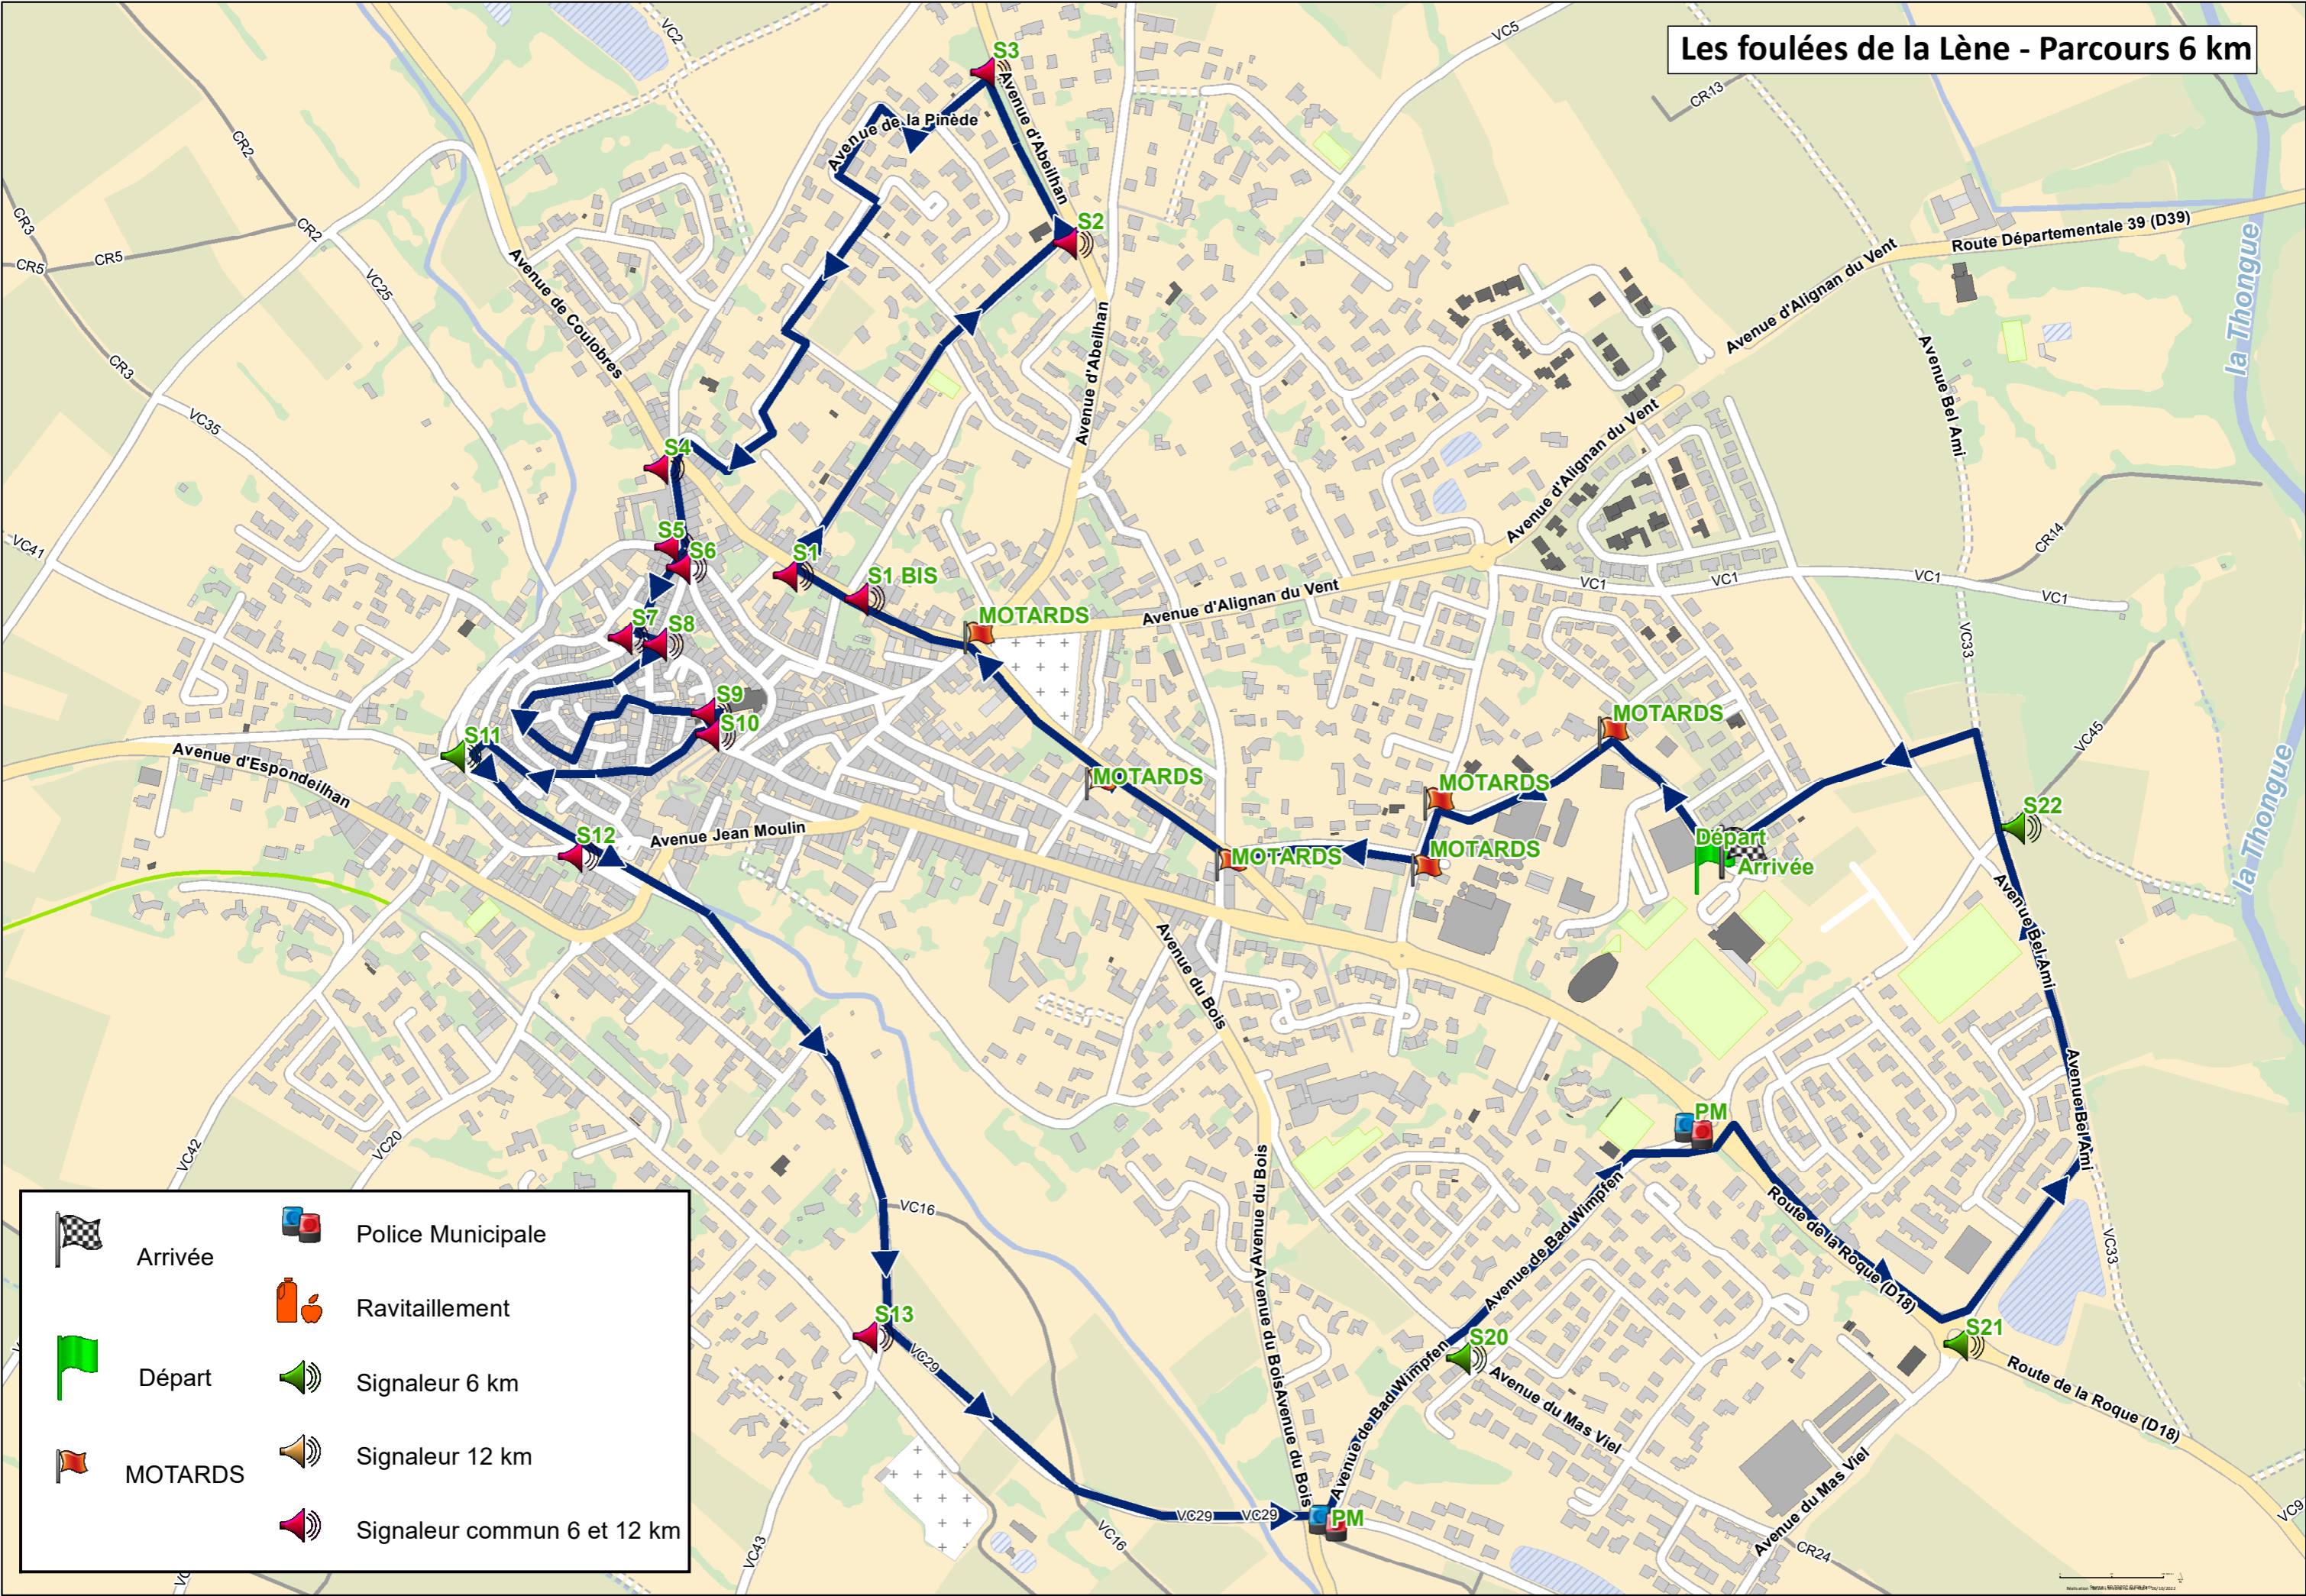 Les foulées de la Lène - Parcours 6 km
VC2
VC5
S3
CR13
Avenue d'Abeilhan
Avenue de la Pinède
CR2
CR3
CR2
CR5
CR5
VC25
S2
Route Départementale 39 (D39)
la Thongue
Avenue de Coulobres
Avenue d'Alignan du Vent
Avenue d'Abeilhan
Avenue Bel Ami
CR3
VC35
Avenue d'Alignan du Vent
S4
VC41
S5
S6
S1
S1 BIS
CR14
VC1
VC1
VC1
VC1
MOTARDS
Avenue d'Alignan du Vent
S7
S8
VC33
S9
S10
MOTARDS
S11
Avenue d'Espondeilhan
VC45
MOTARDS
MOTARDS
la Thongue
S22
S12
Avenue Jean Moulin
MOTARDS
MOTARDS
Départ
Arrivée
Avenue Bel Ami
Avenue du Bois
Avenue Bel Ami
PM
VC42
VC20
Avenue du Bois
Avenue du Bois
Avenue du Bois
Avenue du Bois
Avenue de Bad Wimpfen
Route de la Roque (D18)
VC16
VC33
S13
VC29
S20
S21
Avenue de Bad Wimpfen
Avenue du Mas Viel
Route de la Roque (D18)
Avenue du Mas Viel
VC29
VC29
PM
VC16
VC43
CR24
VC9
Arrivée
Départ
MOTARDS
Police Municipale
Ravitaillement
Signaleur 6 km
Signaleur 12 km
Signaleur commun 6 et 12 km